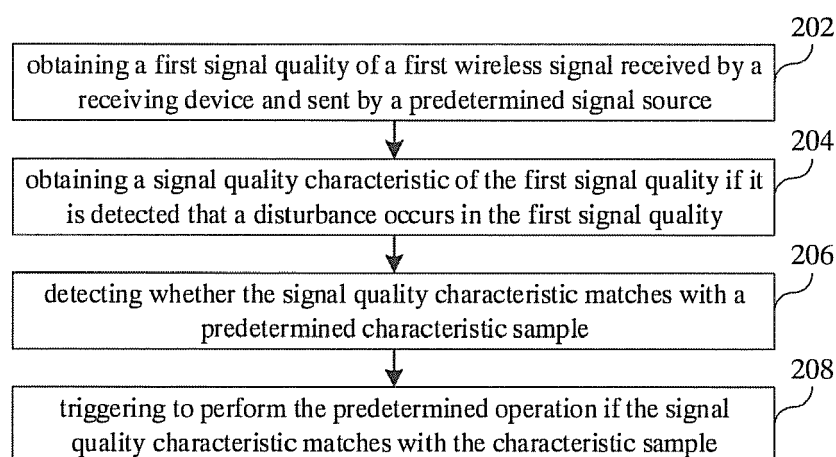 202
obtaining a first signal quality of a first wireless signal received by a
receiving device and sent by a predetermined signal source
204
obtaining a signal quality characteristic of the first signal quality if it
is detected that a disturbance occurs in the first signal quality
206
detecting whether the signal quality characteristic matches with a
predetermined characteristic sample
208
triggering to perform the predetermined operation if the signal
quality characteristic matches with the characteristic sample